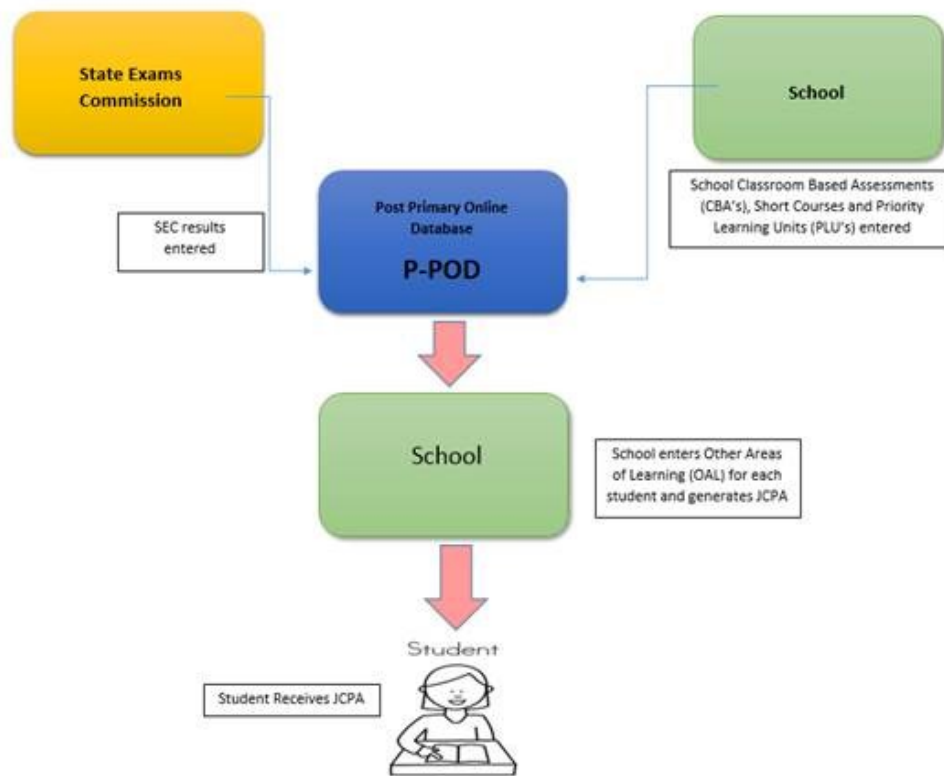 State Exams
Commission
School
SEC results
entered
Post Primary Online
Database
P-POD
School Classroom Based Assessments
(CBA's), Short Courses and Priority
Learning Units (PLU's) entered
School
School enters Other Areas
of Learning (OAL) for each
student and generates JCPA
Student
Student Receives JCPA